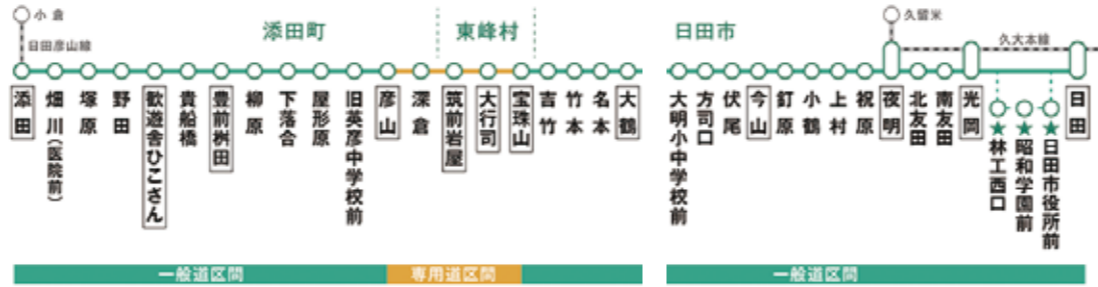 小倉
日田彦山線
添田町
東峰村
日田市
久留米
久大本線
添田
畑川(医院前)
塚原
野田
歓遊舎ひこさん
貴船橋
豊前桝田
柳原
下落合
屋形原
旧英彦中学校前
彦山
深倉
筑前岩屋
大行司
宝珠山
吉竹
竹本
名本
大鶴
大明小中学校前
方司口
伏尾
今山
釘原
小鶴
上村
祝原
夜明
北友田
南友田
光岡
★林工西口
★昭和学園前
★日田市役所前
日田
一般道区間
専用道区間
一般道区間